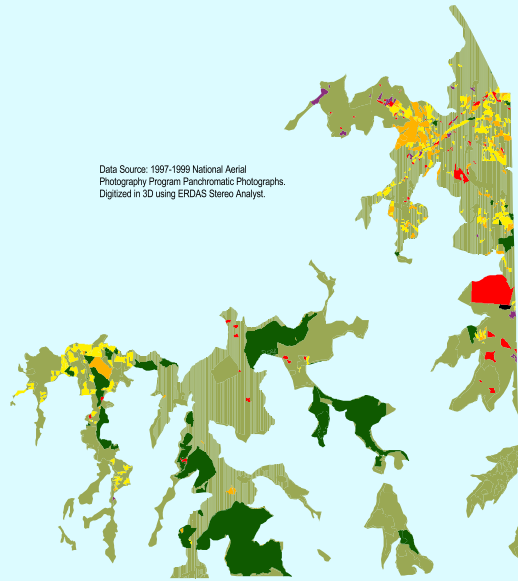 Data Source: 1997-1999 National Aerial
Photography Program Panchromatic Photographs.
Digitized in 3D using ERDAS Stereo Analyst.